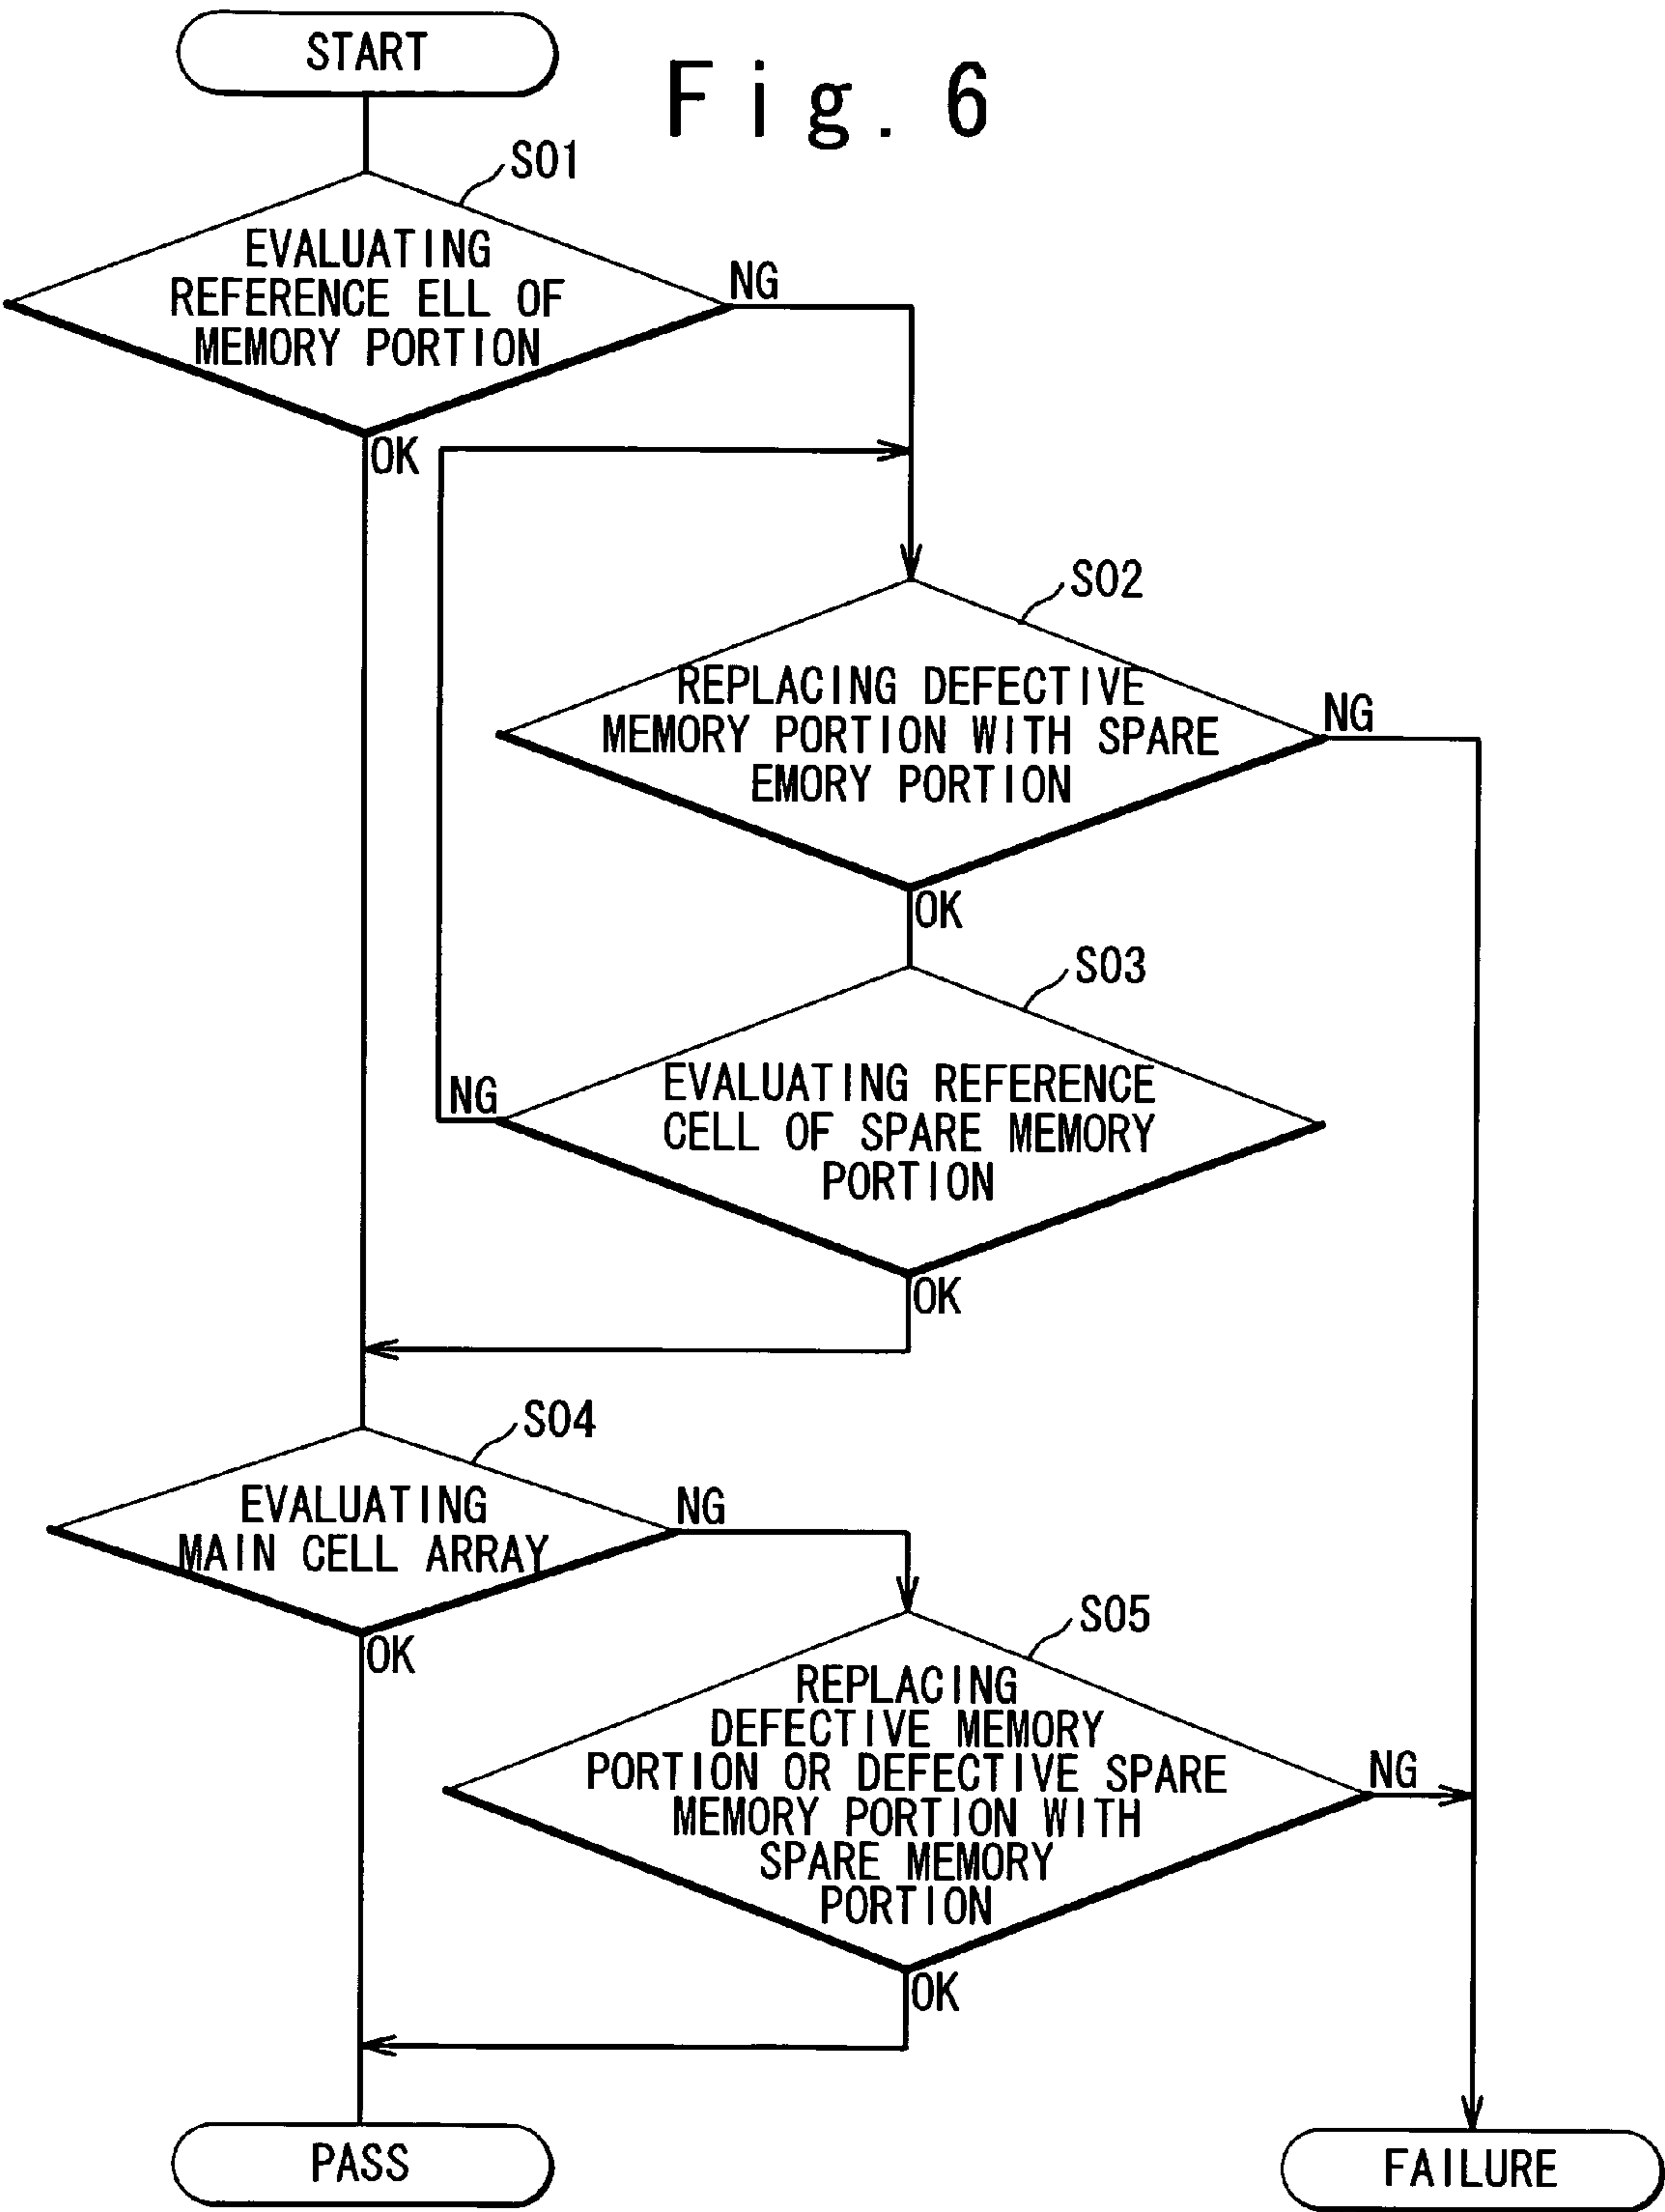 START
Fig. 6
S01
EVALUATING
REFERENCE ELL OF
MEMORY PORTION
NG
OK
S02
REPLACING DEFECTIVE
MEMORY PORTION WITH SPARE
EMORY PORTION
NG
OK
S03
EVALUATING REFERENCE
CELL OF SPARE MEMORY
PORTION
NG
OK
S04
EVALUATING
MAIN CELL ARRAY
NG
OK
S05
REPLACING
DEFECTIVE MEMORY
PORTION OR DEFECTIVE SPARE
MEMORY PORTION WITH
SPARE MEMORY
PORTION
NG
OK
PASS
FAILURE